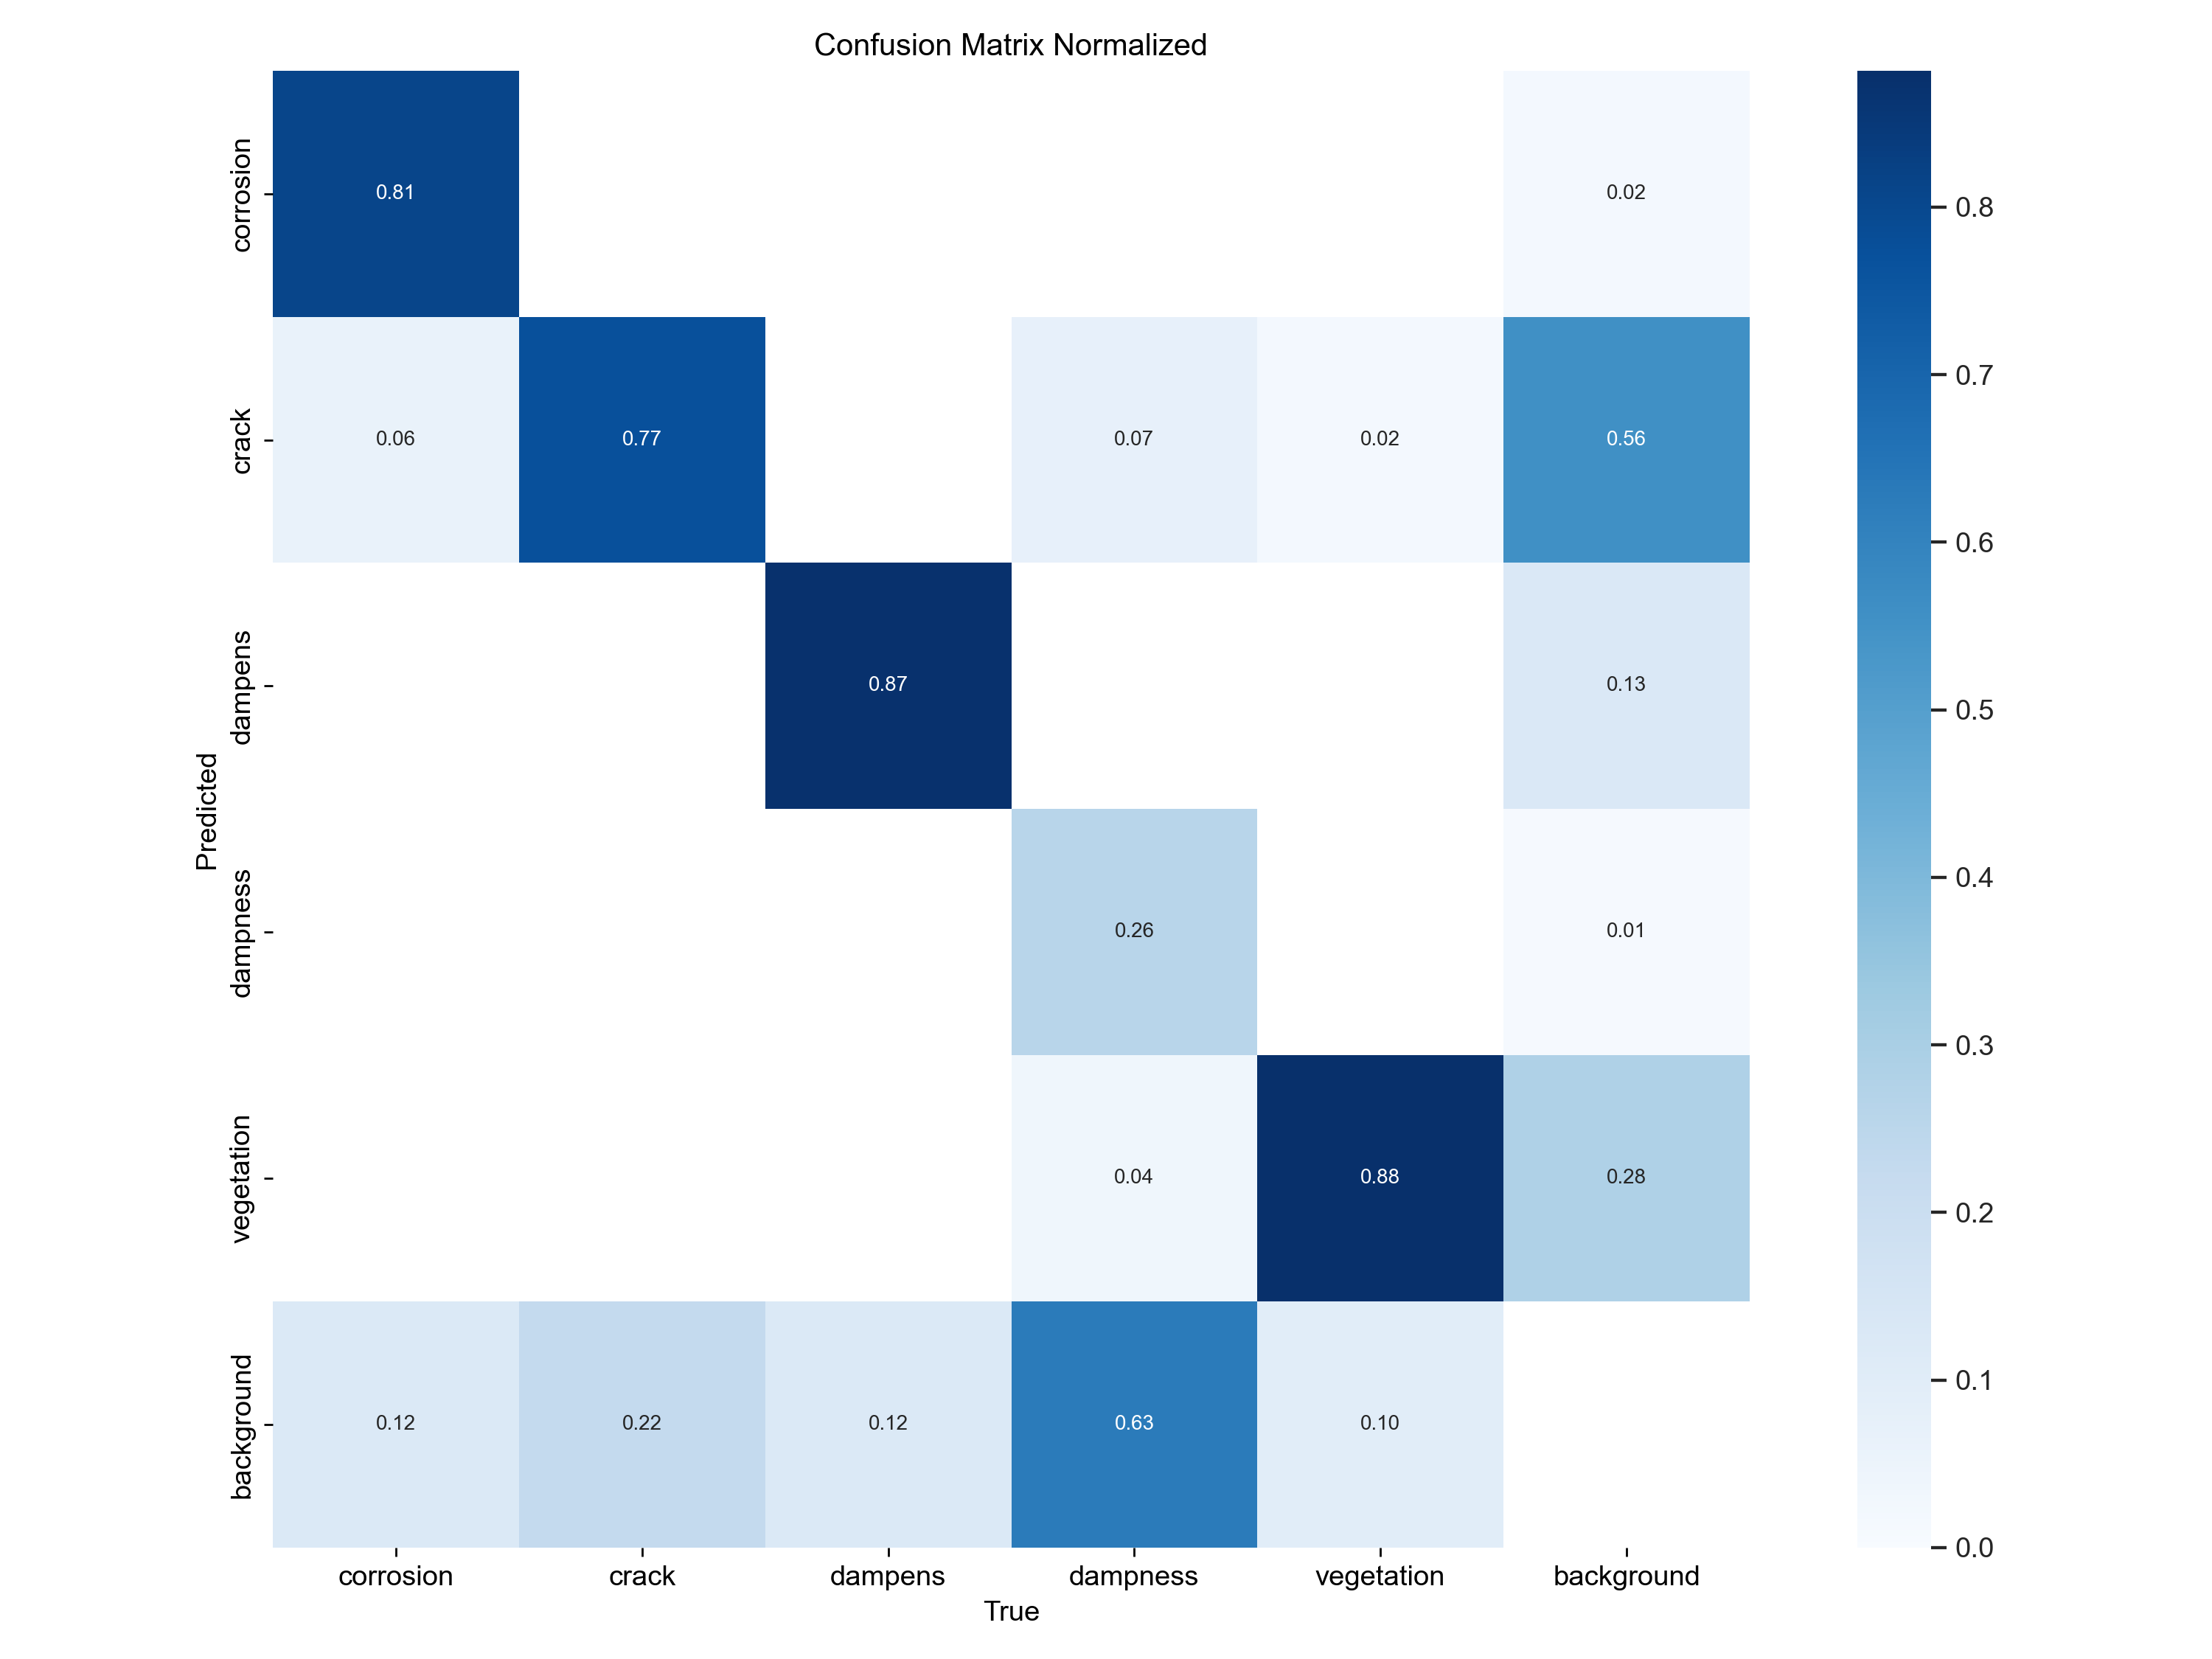 Confusion Matrix Normalized
corrosion
0.81
0.02
crack
0.06
0.77
0.07
0.02
0.56
dampens
0.87
0.13
dampness
0.26
0.01
vegetation
0.04
0.88
0.28
background
0.12
0.22
0.12
0.63
0.10
Predicted
corrosion
crack
dampens
dampness
vegetation
background
True
0.8
0.7
0.6
0.5
0.4
0.3
0.2
0.1
0.0